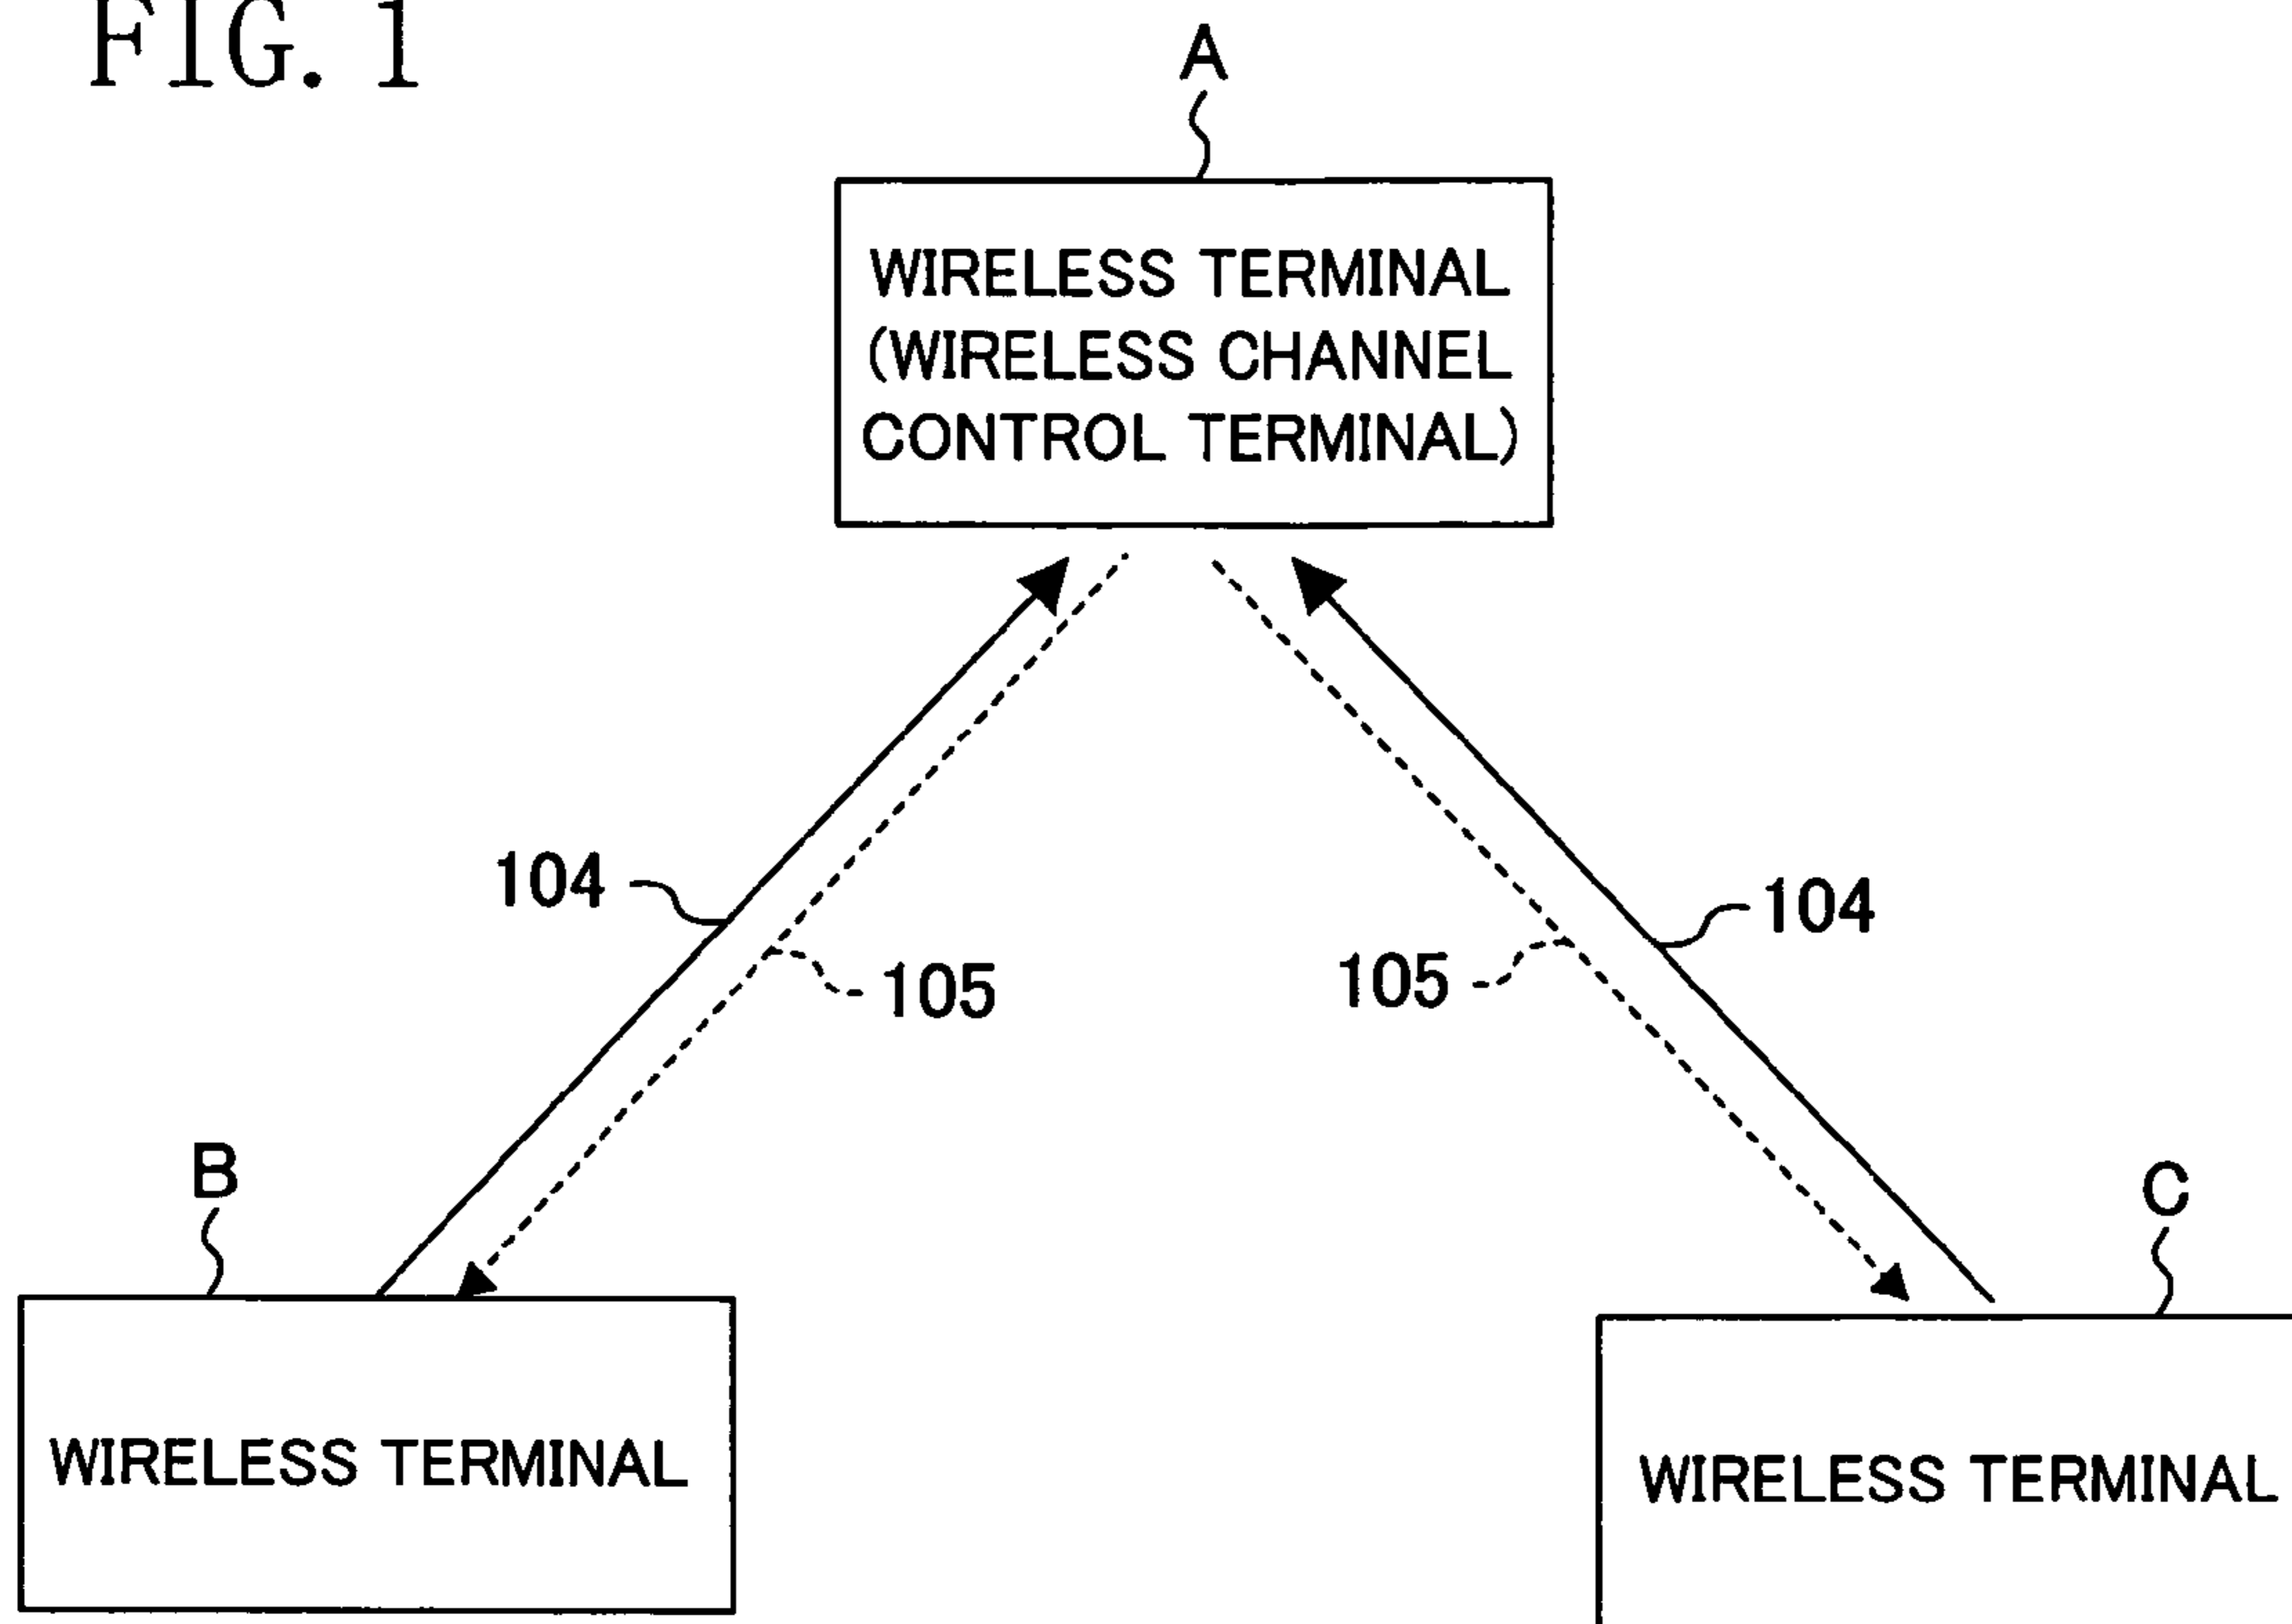 FIG. 1
A
WIRELESS TERMINAL
(WIRELESS CHANNEL
CONTROL TERMINAL)
104
104
105
105
B
C
WIRELESS TERMINAL
WIRELESS TERMINAL